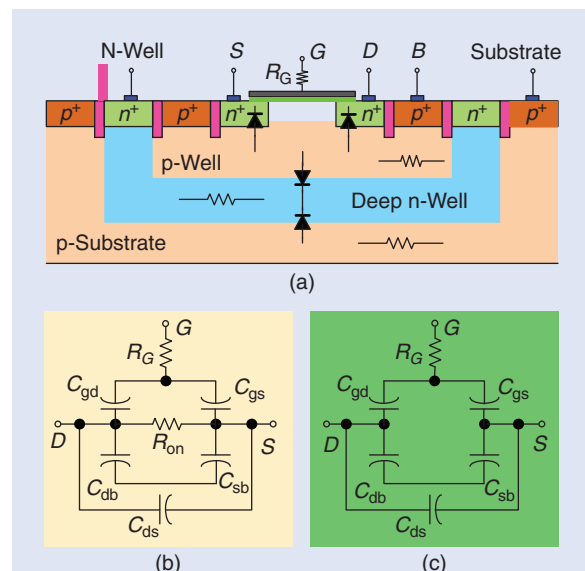 N-Well S G D B Substrate
R_G
p+ n+ p+ n+ n+ p+ n+ p+
p-Well
Deep n-Well
p-Substrate
(a)
G G
R_G R_G
C_gd C_gs C_gd C_gs
D R_on S D S
C_db C_sb C_db C_sb
C_ds C_ds
(b) (c)